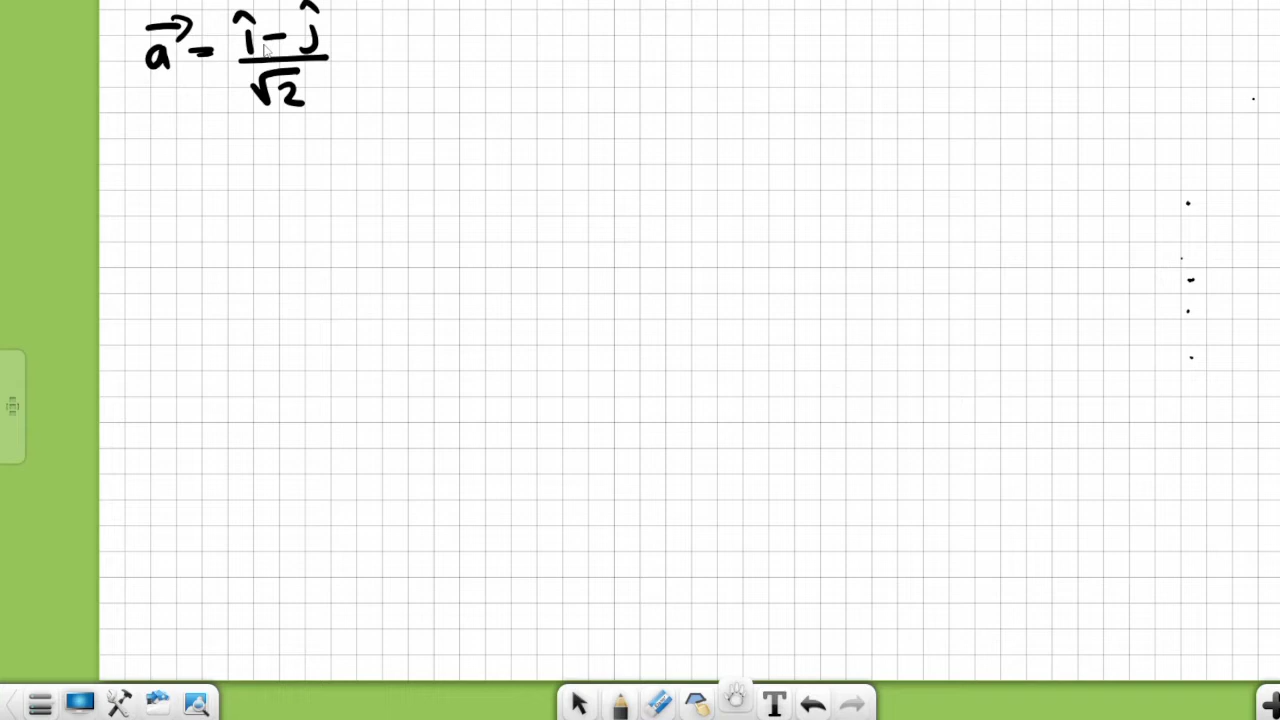 a⃗ = (î - ĵ)/√2
T